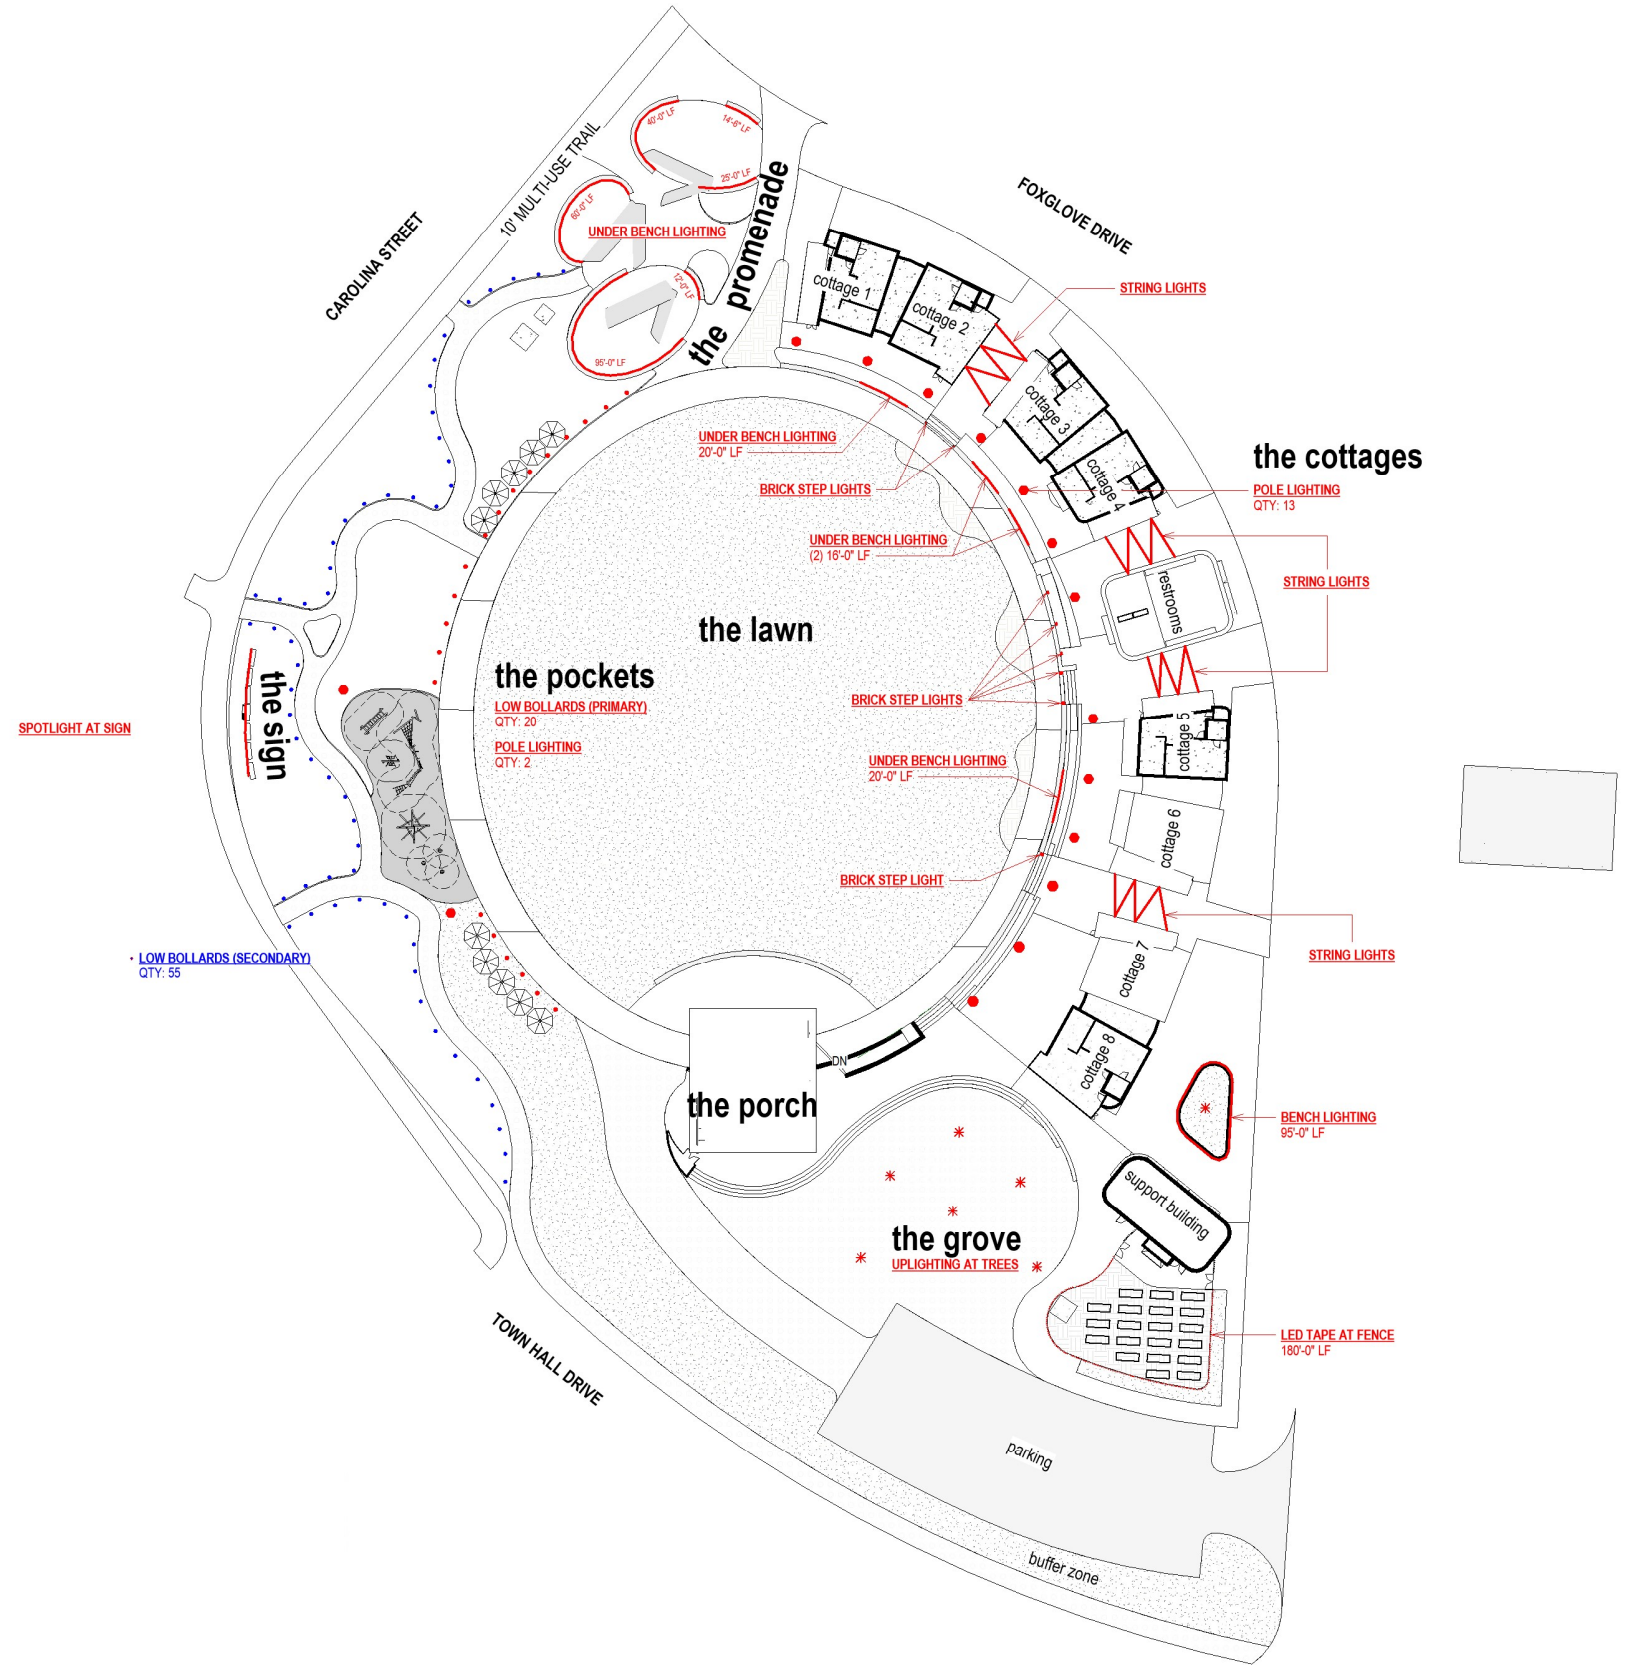 10' MULTI-USE TRAIL
CAROLINA STREET
FOXGLOVE DRIVE
40'-0" LF
14'-6" LF
25'-0" LF
60'-0" LF
UNDER BENCH LIGHTING
12'-0" LF
95'-0" LF
the promenade
cottage 1
cottage 2
STRING LIGHTS
cottage 3
cottage 4
the cottages
POLE LIGHTING
QTY: 13
UNDER BENCH LIGHTING
20'-0" LF
BRICK STEP LIGHTS
UNDER BENCH LIGHTING
(2) 16'-0" LF
STRING LIGHTS
restrooms
the lawn
the pockets
LOW BOLLARDS (PRIMARY)
QTY: 20
POLE LIGHTING
QTY: 2
BRICK STEP LIGHTS
the sign
SPOTLIGHT AT SIGN
cottage 5
UNDER BENCH LIGHTING
20'-0" LF
cottage 6
BRICK STEP LIGHT
LOW BOLLARDS (SECONDARY)
QTY: 55
STRING LIGHTS
cottage 7
DN
cottage 8
the porch
BENCH LIGHTING
95'-0" LF
support building
the grove
UPLIGHTING AT TREES
LED TAPE AT FENCE
180'-0" LF
TOWN HALL DRIVE
parking
buffer zone